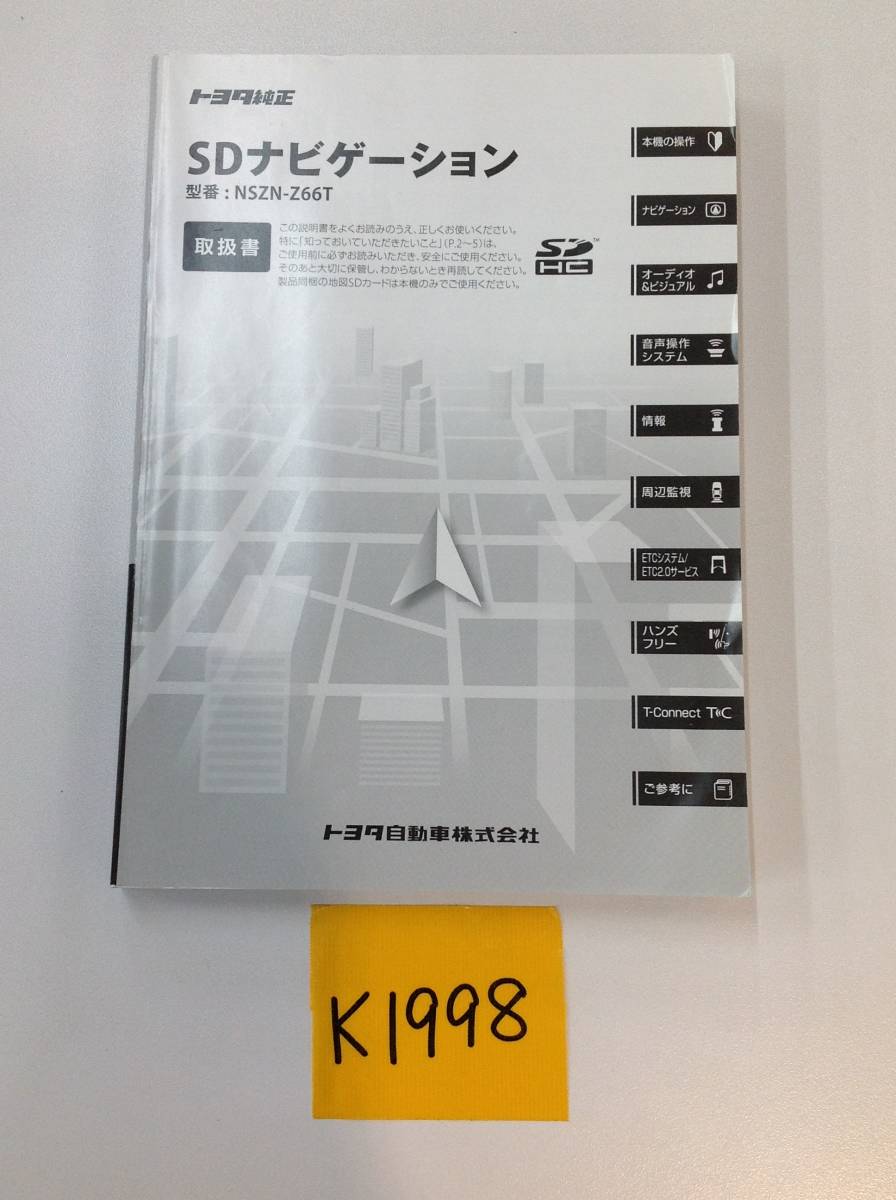 トヨタ純正
SDナビゲーション
型番：NSZN-Z66T
取扱書
この説明書をよくお読みのうえ、正しくお使いください。
特に「知っておいていただきたいこと」(P.2〜5)は、
ご使用前に必ずお読みいただき、安全にご使用ください。
そのあと大切に保管し、わからないとき再読してください。
製品同梱の地図SDカードは本機のみでご使用ください。
SD™
HC
本機の操作
ナビゲーション
オーディオ
&ビジュアル
音声操作
システム
情報
周辺監視
ETCシステム/
ETC2.0サービス
ハンズ
フリー
T-Connect TC
ご参考に
トヨタ自動車株式会社
K1998